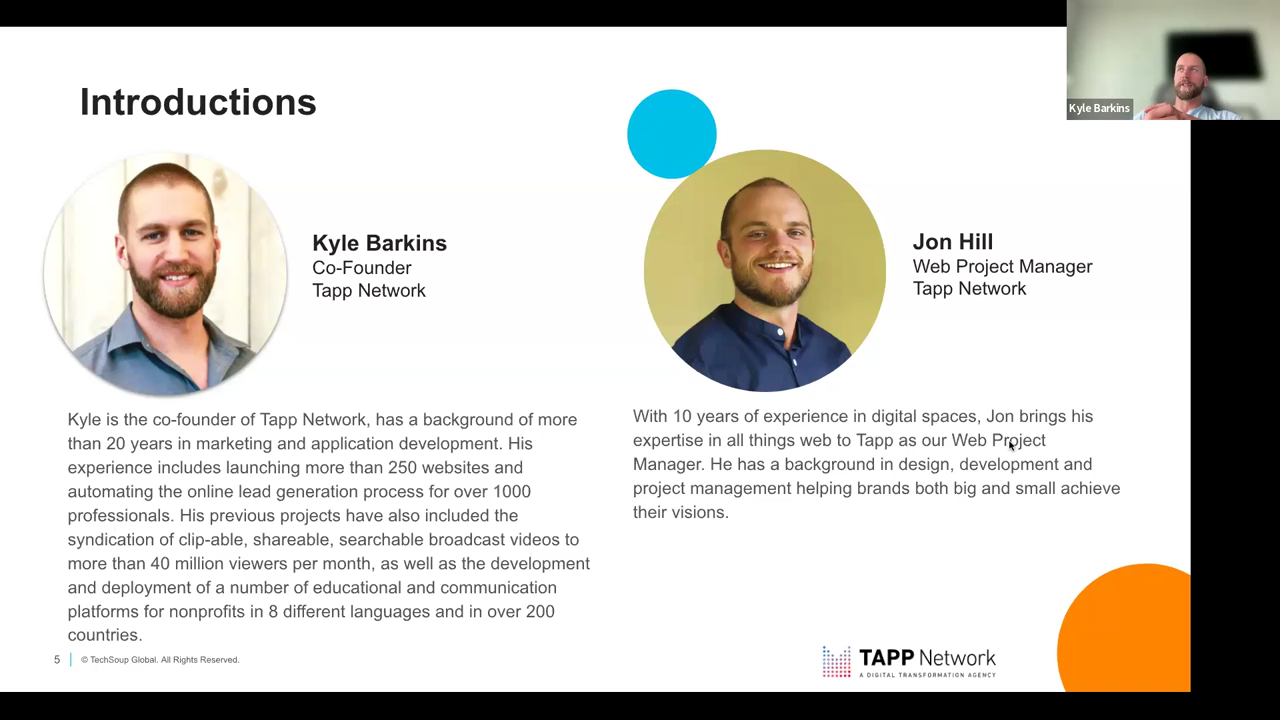 Kyle Barkins
Introductions
Kyle Barkins
Co-Founder
Tapp Network
Kyle is the co-founder of Tapp Network, has a background of more
than 20 years in marketing and application development. His
experience includes launching more than 250 websites and
automating the online lead generation process for over 1000
professionals. His previous projects have also included the
syndication of clip-able, shareable, searchable broadcast videos to
more than 40 million viewers per month, as well as the development
and deployment of a number of educational and communication
platforms for nonprofits in 8 different languages and in over 200
countries.
Jon Hill
Web Project Manager
Tapp Network
With 10 years of experience in digital spaces, Jon brings his
expertise in all things web to Tapp as our Web Project
Manager. He has a background in design, development and
project management helping brands both big and small achieve
their visions.
5
© TechSoup Global. All Rights Reserved.
TAPP Network
A DIGITAL TRANSFORMATION AGENCY